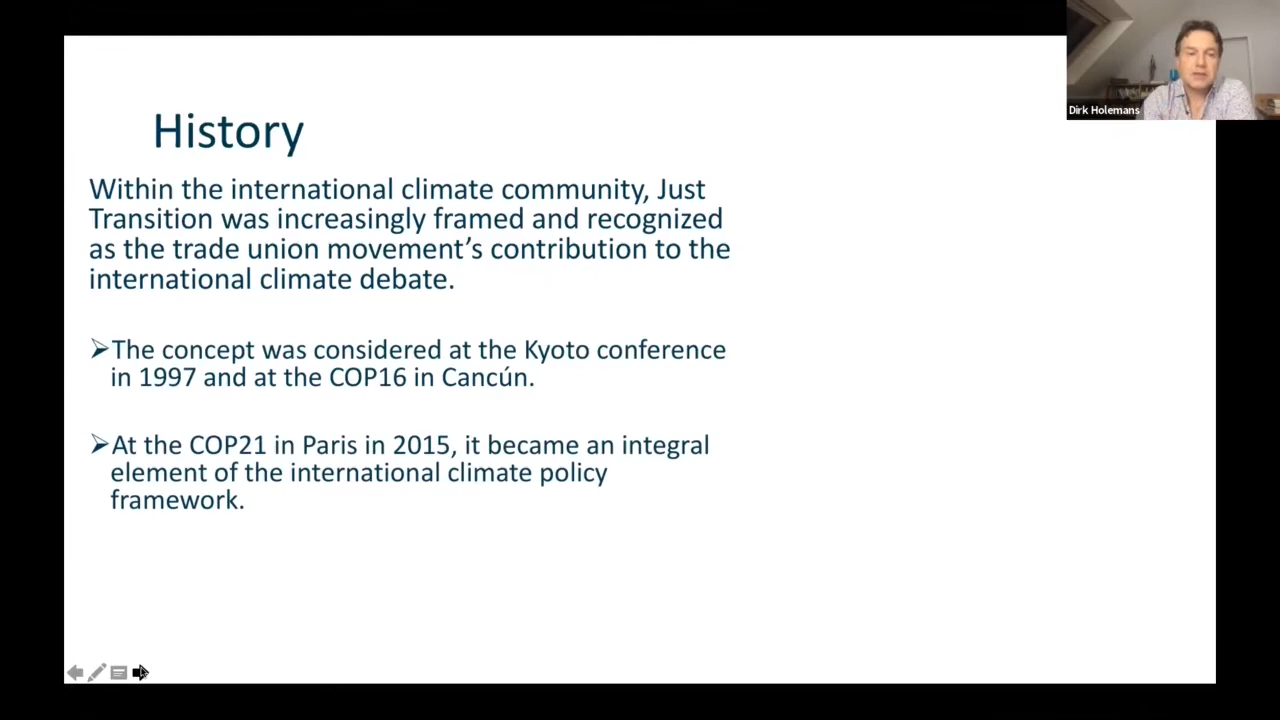 Dirk Holemans
History
Within the international climate community, Just
Transition was increasingly framed and recognized
as the trade union movement’s contribution to the
international climate debate.
➢The concept was considered at the Kyoto conference
in 1997 and at the COP16 in Cancún.
➢At the COP21 in Paris in 2015, it became an integral
element of the international climate policy
framework.